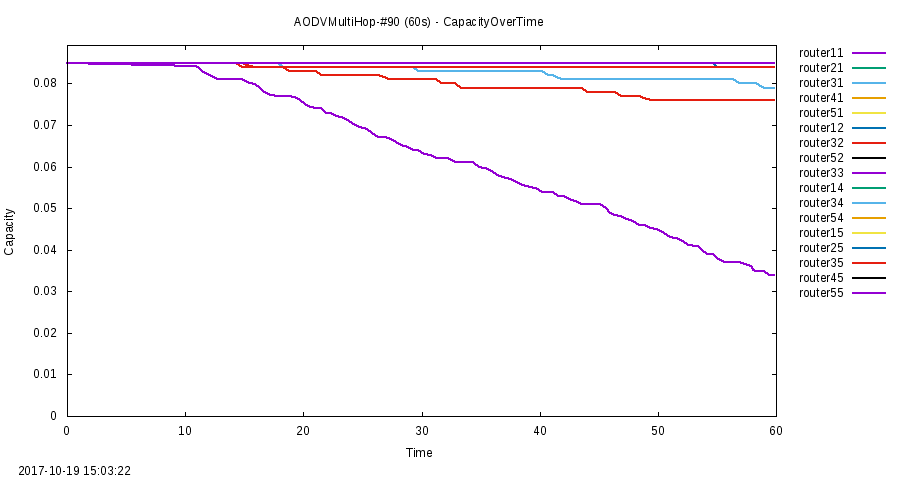 AODVMultiHop-#90 (60s) - CapacityOverTime
Capacity
0.08
0.07
0.06
0.05
0.04
0.03
0.02
0.01
0
0 10 20 30 40 50 60
Time
router11
router21
router31
router41
router51
router12
router32
router52
router33
router14
router34
router54
router15
router25
router35
router45
router55
2017-10-19 15:03:22